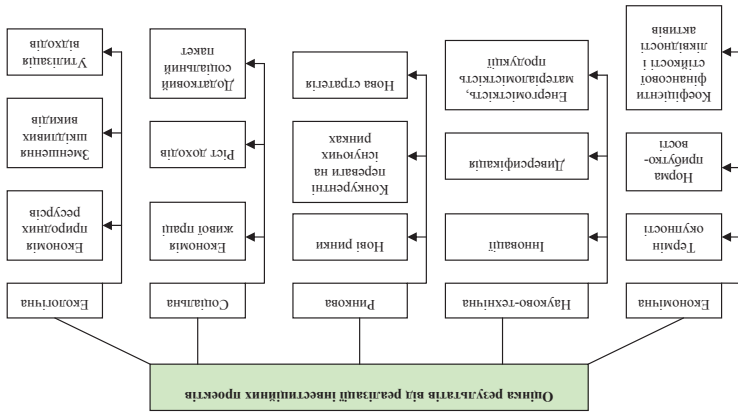 Оцінка результатів від реалізації інвестиційних проектів
Економічна
Термін
окупності
Норма
прибутко-
вості
Коефіцієнти
фінансової
стійкості і
ліквідності
активів
Науково-технічна
Інновації
Диверсифікація
Енергомісткість,
матеріаломісткість
продукції
Ринкова
Нові ринки
Конкурентні
переваги на
існуючих
ринках
Нова стратегія
Соціальна
Економія
живої праці
Ріст доходів
Додатковий
соціальний
пакет
Екологічна
Економія
природних
ресурсів
Зменшення
шкідливих
викидів
Утилізація
відходів